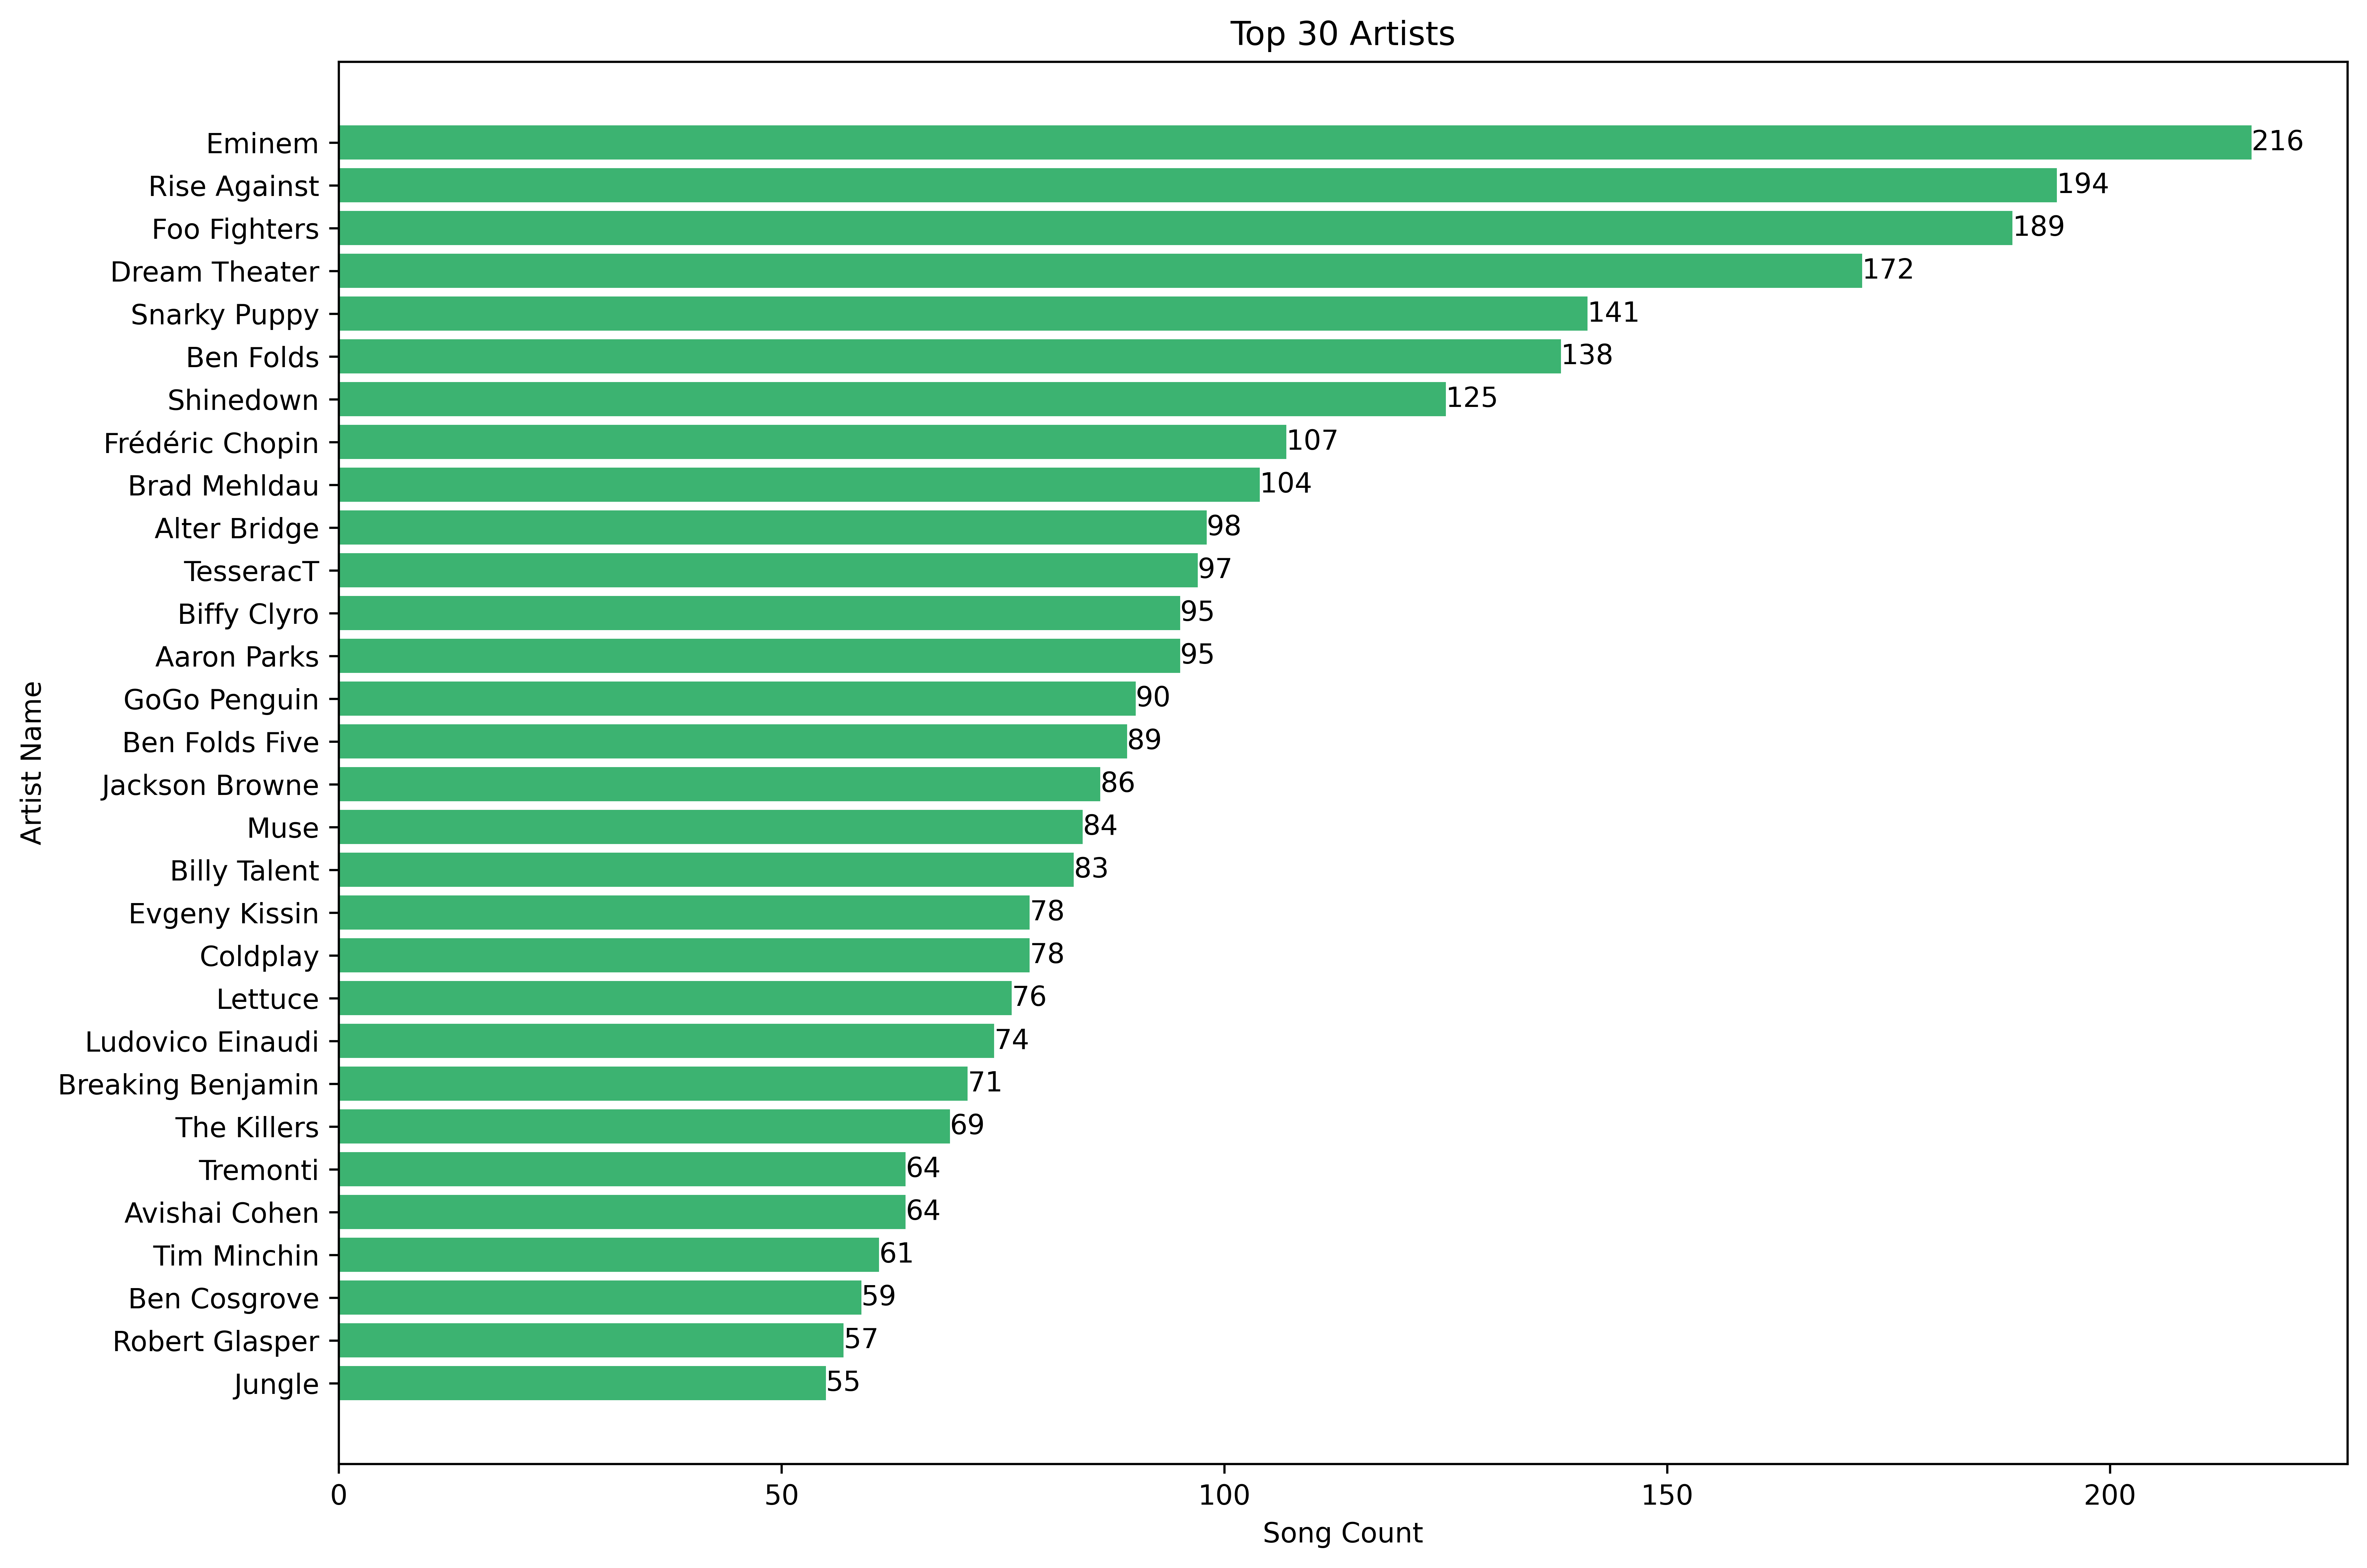 Top 30 Artists
Artist Name
Eminem 216
Rise Against 194
Foo Fighters 189
Dream Theater 172
Snarky Puppy 141
Ben Folds 138
Shinedown 125
Frédéric Chopin 107
Brad Mehldau 104
Alter Bridge 98
TesseracT 97
Biffy Clyro 95
Aaron Parks 95
GoGo Penguin 90
Ben Folds Five 89
Jackson Browne 86
Muse 84
Billy Talent 83
Evgeny Kissin 78
Coldplay 78
Lettuce 76
Ludovico Einaudi 74
Breaking Benjamin 71
The Killers 69
Tremonti 64
Avishai Cohen 64
Tim Minchin 61
Ben Cosgrove 59
Robert Glasper 57
Jungle 55
0 50 100 150 200
Song Count